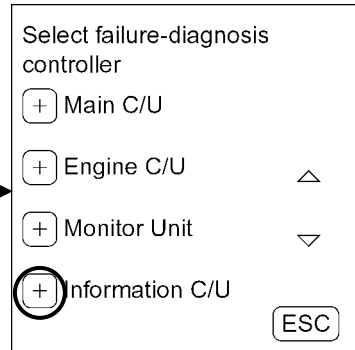 Select failure-diagnosis
controller
+ Main C/U
+ Engine C/U
+ Monitor Unit
+ Information C/U
ESC